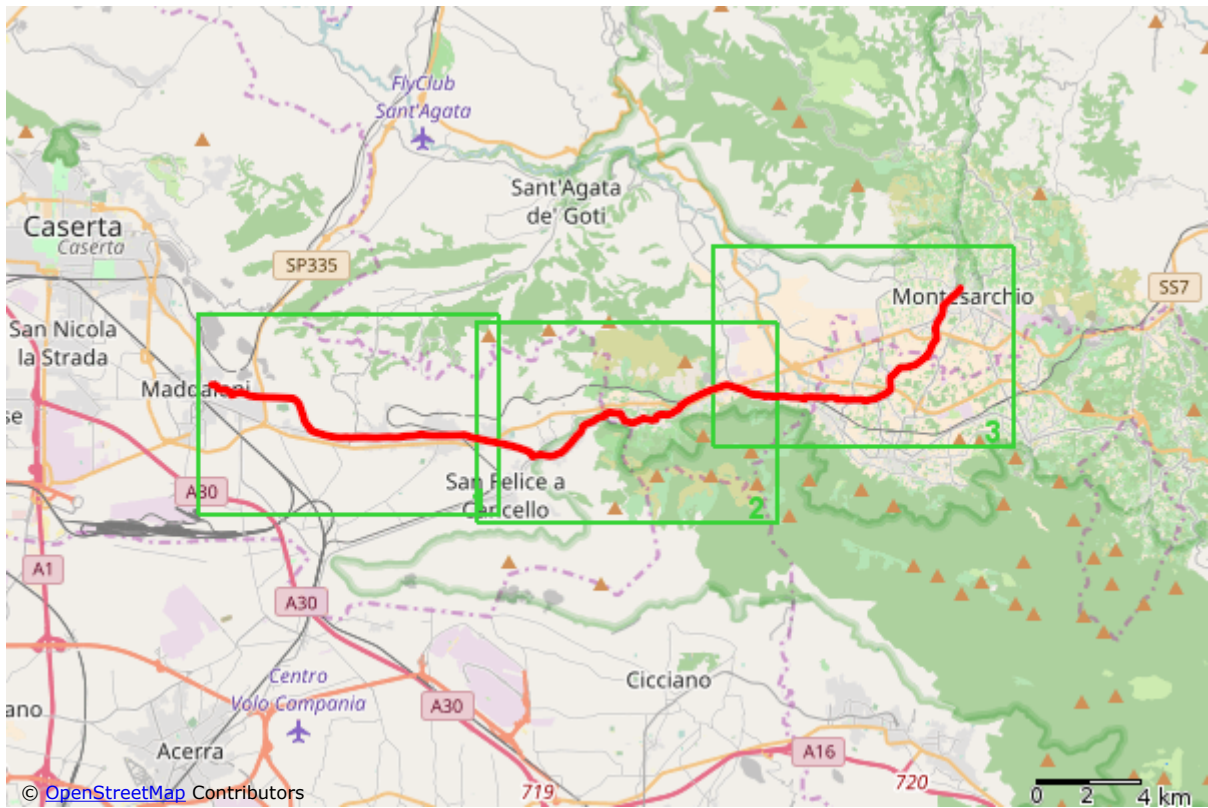 FlyClub
Sant'Agata
Sant'Agata
de' Goti
Caserta
Caserta
SP335
SS7
Montesarchio
San Nicola
la Strada
Maddaloni
se
A30
San Felice a
Cancello
2
3
A1
A30
Centro
Volo Campania
A30
Cicciano
ano
Acerra
A16
719
720
© OpenStreetMap Contributors
0 2 4 km